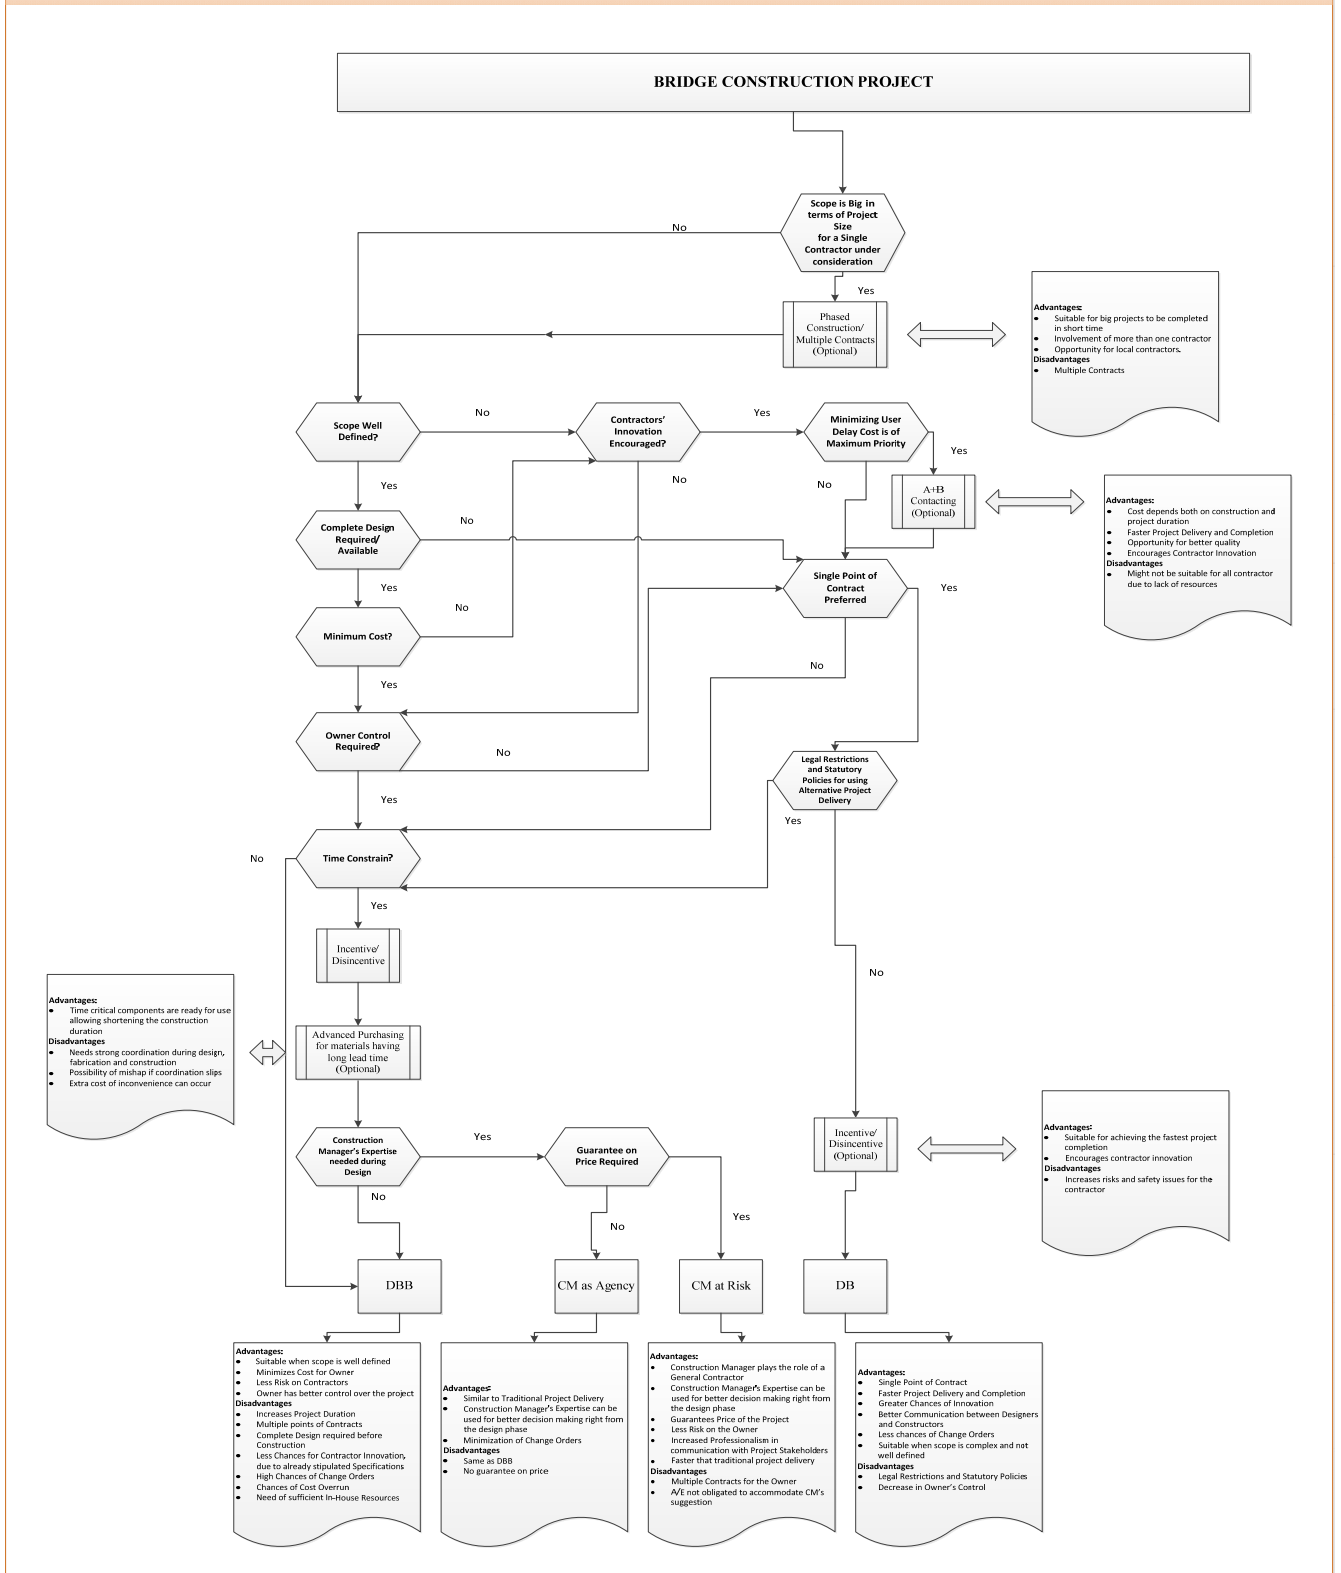 BRIDGE CONSTRUCTION PROJECT
Scope is Big in
terms of Project
Size
for a Single
Contractor under
consideration
No
Yes
Phased
Construction/
Multiple Contracts
(Optional)
Advantages:
• Suitable for big projects to be completed
in short time
• Involvement of more than one contractor
• Opportunity for local contractors.
Disadvantages
• Multiple Contracts
Scope Well
Defined?
No
Contractors'
Innovation
Encouraged?
Yes
Minimizing User
Delay Cost is of
Maximum Priority
Yes
Yes
No
No
A+B
Contacting
(Optional)
Advantages:
• Cost depends both on construction and
project duration
• Faster Project Delivery and Completion
• Opportunity for better quality
• Encourages Contractor Innovation
Disadvantages
• Might not be suitable for all contractor
due to lack of resources
Complete Design
Required/
Available
No
Yes
Single Point of
Contract
Preferred
Yes
No
Minimum Cost?
No
Yes
Owner Control
Required?
No
Yes
Legal Restrictions
and Statutory
Policies for using
Alternative Project
Delivery
Yes
No
Time Constrain?
No
Yes
Incentive/
Disincentive
Advantages:
• Time critical components are ready for use
allowing shortening the construction
duration
Disadvantages
• Needs strong coordination during design,
fabrication and construction
• Possibility of mishap if coordination slips
• Extra cost of inconvenience can occur
Advanced Purchasing
for materials having
long lead time
(Optional)
Construction
Manager's Expertise
needed during
Design
Yes
No
Guarantee on
Price Required
No
Yes
Incentive/
Disincentive
(Optional)
Advantages:
• Suitable for achieving the fastest project
completion
• Encourages contractor innovation
Disadvantages
• Increases risks and safety issues for the
contractor
DBB
CM as Agency
CM at Risk
DB
Advantages:
• Suitable when scope is well defined
• Minimizes Cost for Owner
• Less Risk on Contractors
• Owner has better control over the project
Disadvantages
• Increases Project Duration
• Multiple points of Contracts
• Complete Design required before
Construction
• Less Chances for Contractor Innovation,
due to already stipulated Specifications
• High Chances of Change Orders
• Chances of Cost Overrun
• Need of sufficient In-House Resources
Advantages:
• Similar to Traditional Project Delivery
• Construction Manager's Expertise can be
used for better decision making right from
the design phase
• Minimization of Change Orders
Disadvantages
• Same as DBB
• No guarantee on price
Advantages:
• Construction Manager plays the role of a
General Contractor
• Construction Manager's Expertise can be
used for better decision making right from
the design phase
• Guarantees Price of the Project
• Less Risk on the Owner
• Increased Professionalism in
communication with Project Stakeholders
• Faster that traditional project delivery
Disadvantages
• Multiple Contracts for the Owner
• A/E not obligated to accommodate CM's
suggestion
Advantages:
• Single Point of Contract
• Faster Project Delivery and Completion
• Greater Chances of Innovation
• Better Communication between Designers
and Constructors
• Less chances of Change Orders
• Suitable when scope is complex and not
well defined
Disadvantages
• Legal Restrictions and Statutory Policies
• Decrease in Owner's Control